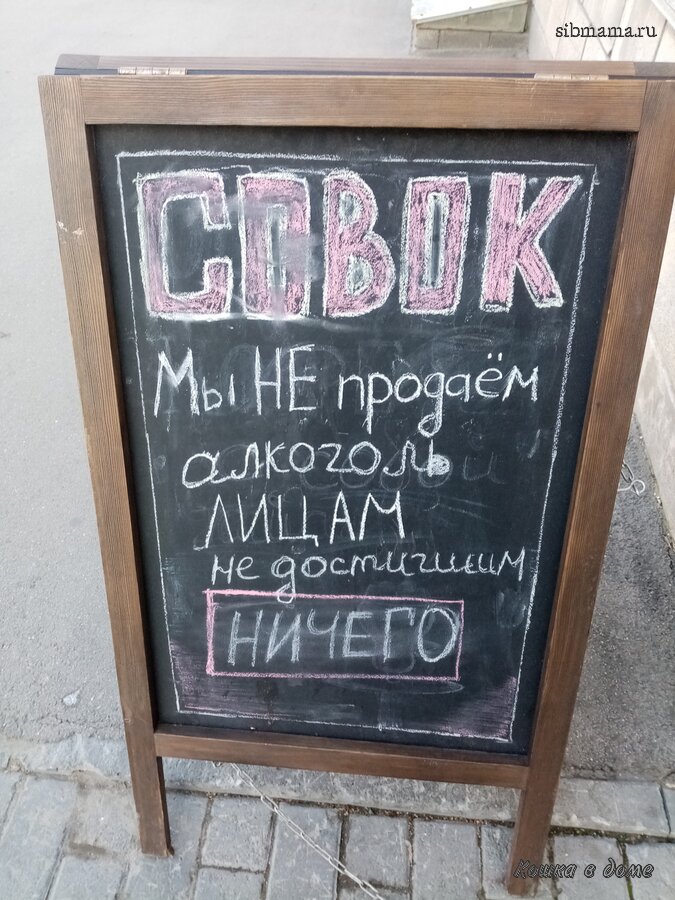 sibmama.ru
СОВОК
Мы НЕ продаём
алкоголь
ЛИЦАМ
не достигшим
НИЧЕГО
Кошка в доме